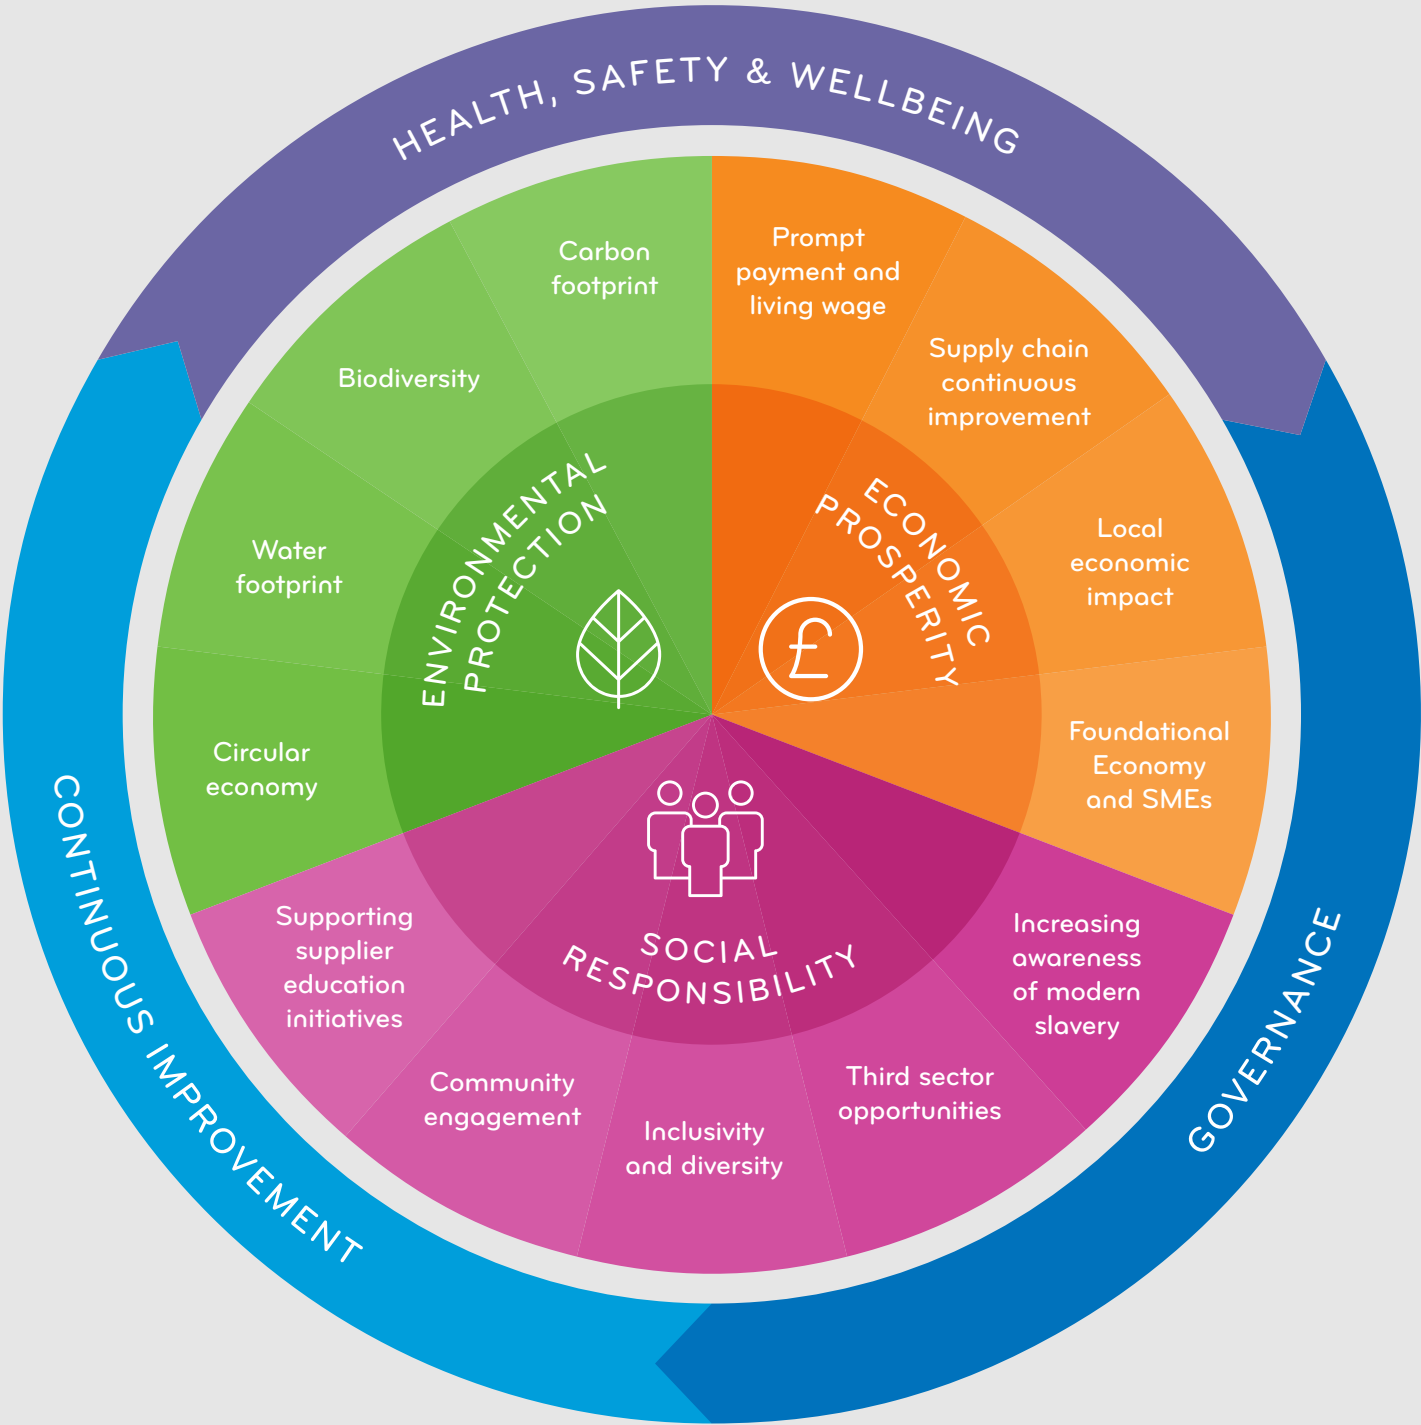 HEALTH, SAFETY & WELLBEING
Carbon
footprint
Prompt
payment and
living wage
Biodiversity
Supply chain
continuous
improvement
Water
footprint
Local
economic
impact
ENVIRONMENTAL
PROTECTION
ECONOMIC
PROSPERITY
£
Circular
economy
Foundational
Economy
and SMEs
SOCIAL
RESPONSIBILITY
Supporting
supplier
education
initiatives
Community
engagement
Inclusivity
and diversity
Third sector
opportunities
Increasing
awareness
of modern
slavery
CONTINUOUS IMPROVEMENT
GOVERNANCE